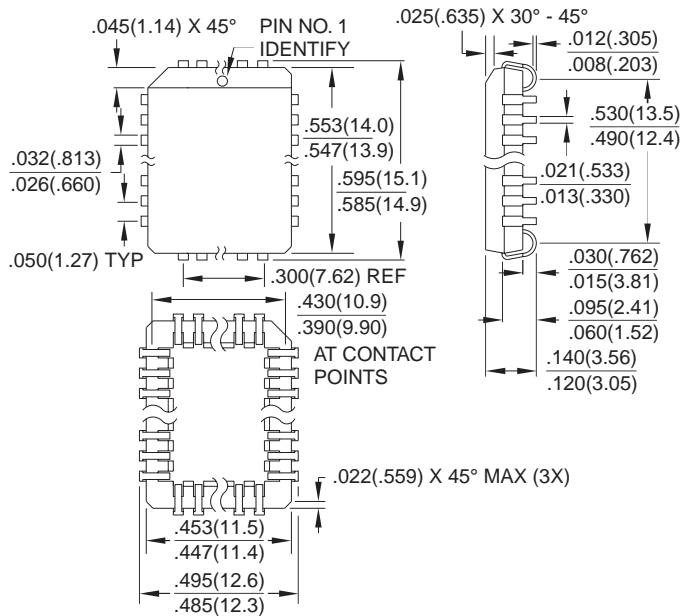 .045(1.14) X 45°
PIN NO. 1
IDENTIFY
.025(.635) X 30° - 45°
.012(.305)
.008(.203)
.553(14.0)
.547(13.9)
.530(13.5)
.490(12.4)
.032(.813)
.026(.660)
.595(15.1)
.585(14.9)
.021(.533)
.013(.330)
.050(1.27) TYP
.300(7.62) REF
.430(10.9)
.390(9.90)
AT CONTACT
POINTS
.030(.762)
.015(3.81)
.095(2.41)
.060(1.52)
.140(3.56)
.120(3.05)
.022(.559) X 45° MAX (3X)
.453(11.5)
.447(11.4)
.495(12.6)
.485(12.3)